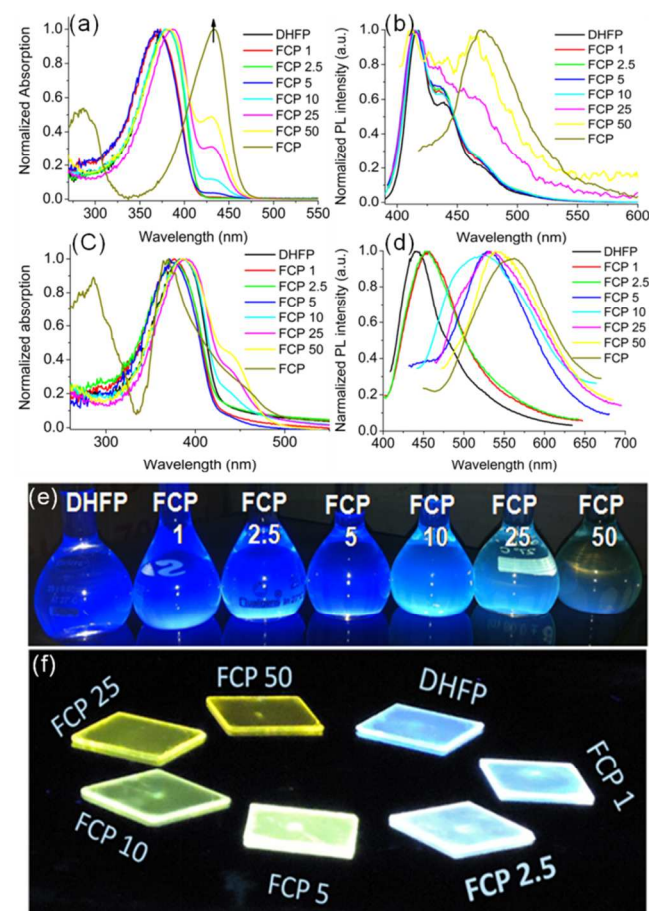 (a)
Normalized Absorption
1.0
0.8
0.6
0.4
0.2
0.0
300 350 400 450 500 550
Wavelength (nm)
DHFP
FCP 1
FCP 2.5
FCP 5
FCP 10
FCP 25
FCP 50
FCP
(b)
Normalized PL intensity (a.u.)
1.0
0.8
0.6
0.4
0.2
0.0
400 450 500 550 600
Wavelength (nm)
DHFP
FCP 1
FCP 2.5
FCP 5
FCP 10
FCP 25
FCP 50
FCP
(C)
Normalized absorption
1.0
0.8
0.6
0.4
0.2
0.0
300 400 500
Wavelength (nm)
DHFP
FCP 1
FCP 2.5
FCP 5
FCP 10
FCP 25
FCP 50
FCP
(d)
Narmalized PL intensity (a.u.)
1.0
0.8
0.6
0.4
0.2
0.0
400 450 500 550 600 650 700
Wavelength (nm)
DHFP
FCP 1
FCP 2.5
FCP 5
FCP 10
FCP 25
FCP 50
FCP
(e)
DHFP FCP FCP FCP FCP FCP FCP
1 2.5 5 10 25 50
(f)
FCP 25
FCP 50
DHFP
FCP 1
FCP 10
FCP 5
FCP 2.5